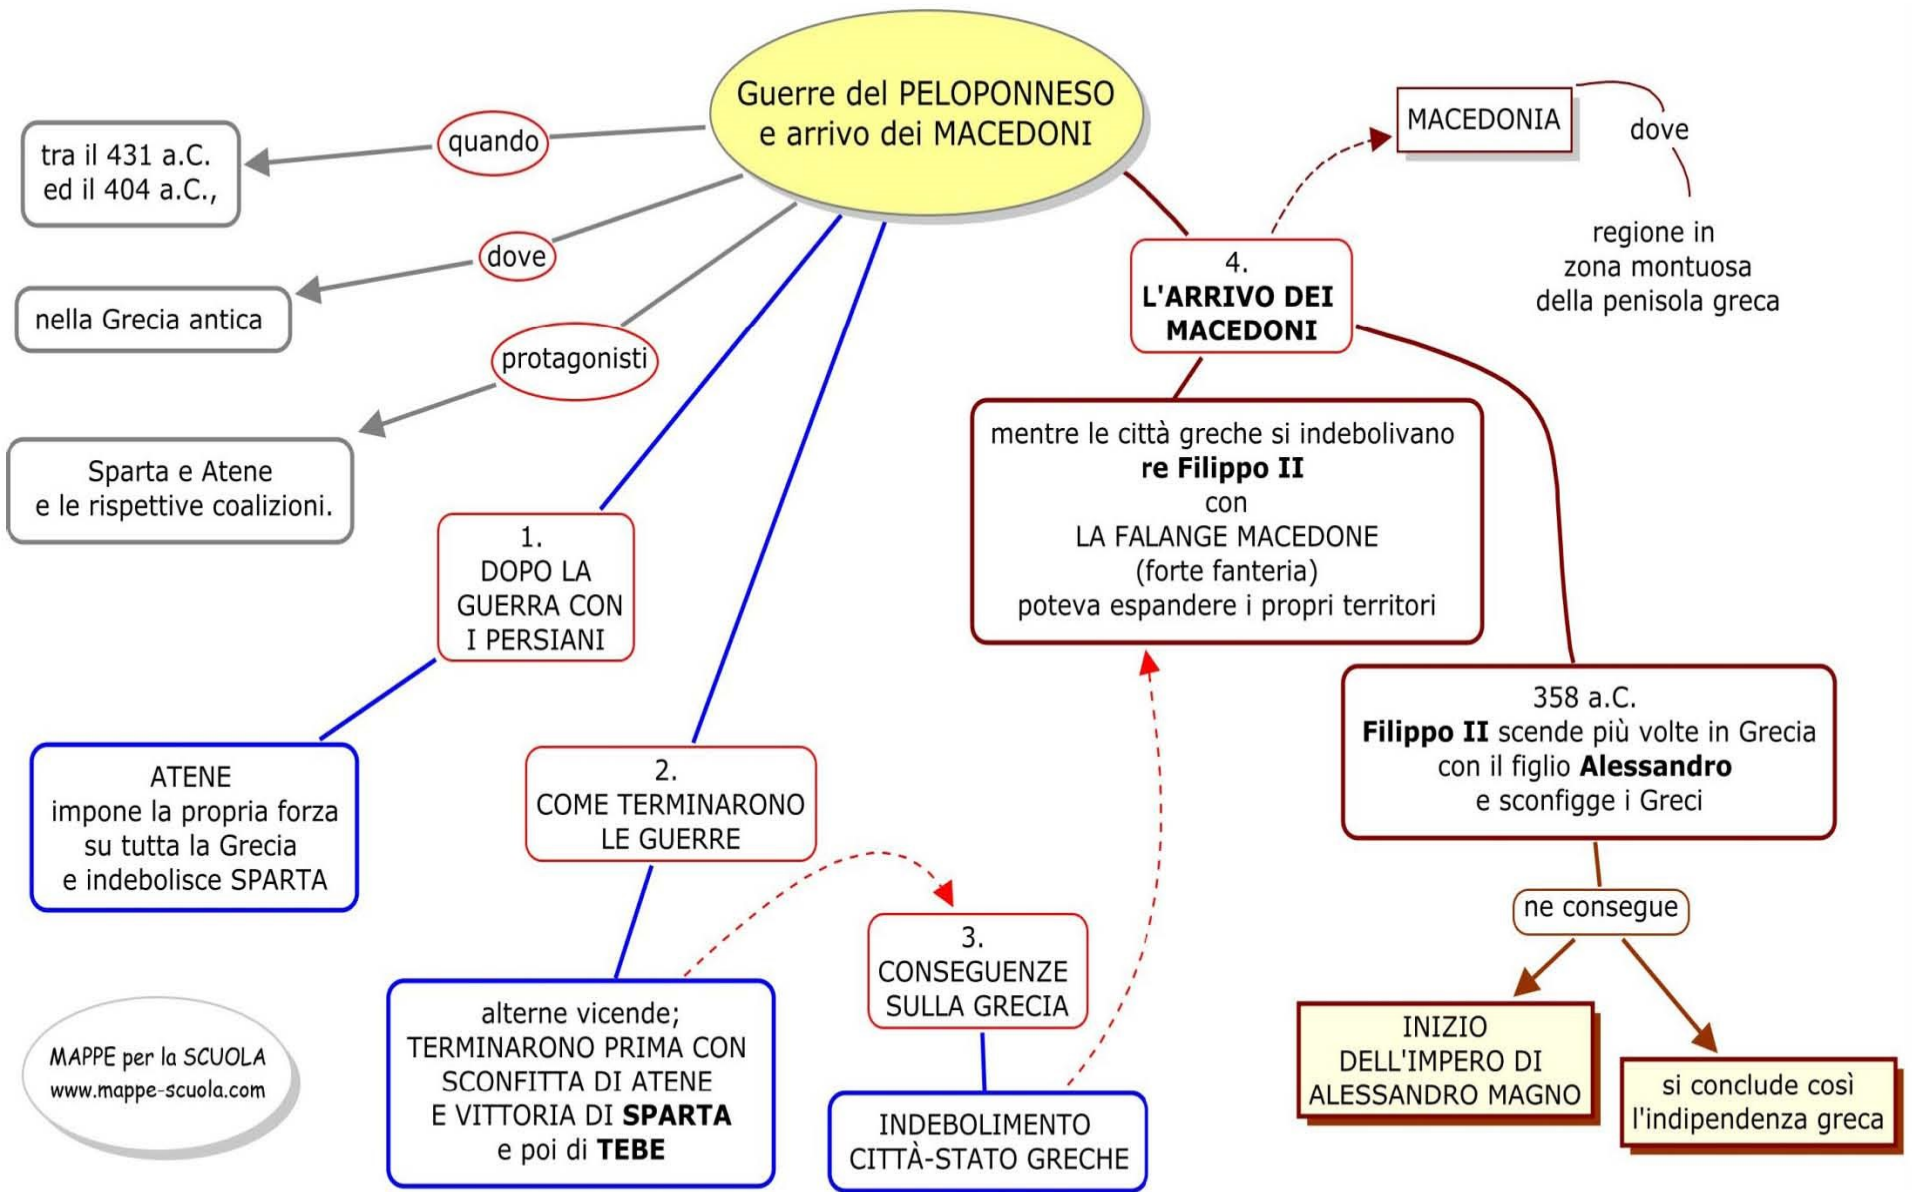 Guerre del PELOPONNESO
e arrivo dei MACEDONI
quando
tra il 431 a.C.
ed il 404 a.C.,
dove
nella Grecia antica
protagonisti
Sparta e Atene
e le rispettive coalizioni.
1.
DOPO LA
GUERRA CON
I PERSIANI
ATENE
impone la propria forza
su tutta la Grecia
e indebolisce SPARTA
2.
COME TERMINARONO
LE GUERRE
alterne vicende;
TERMINARONO PRIMA CON
SCONFITTA DI ATENE
E VITTORIA DI SPARTA
e poi di TEBE
3.
CONSEGUENZE
SULLA GRECIA
INDEBOLIMENTO
CITTÀ-STATO GRECHE
4.
L'ARRIVO DEI
MACEDONI
MACEDONIA
dove
regione in
zona montuosa
della penisola greca
mentre le città greche si indebolivano
re Filippo II
con
LA FALANGE MACEDONE
(forte fanteria)
poteva espandere i propri territori
358 a.C.
Filippo II scende più volte in Grecia
con il figlio Alessandro
e sconfigge i Greci
ne consegue
INIZIO
DELL'IMPERO DI
ALESSANDRO MAGNO
si conclude così
l'indipendenza greca
MAPPE per la SCUOLA
www.mappe-scuola.com